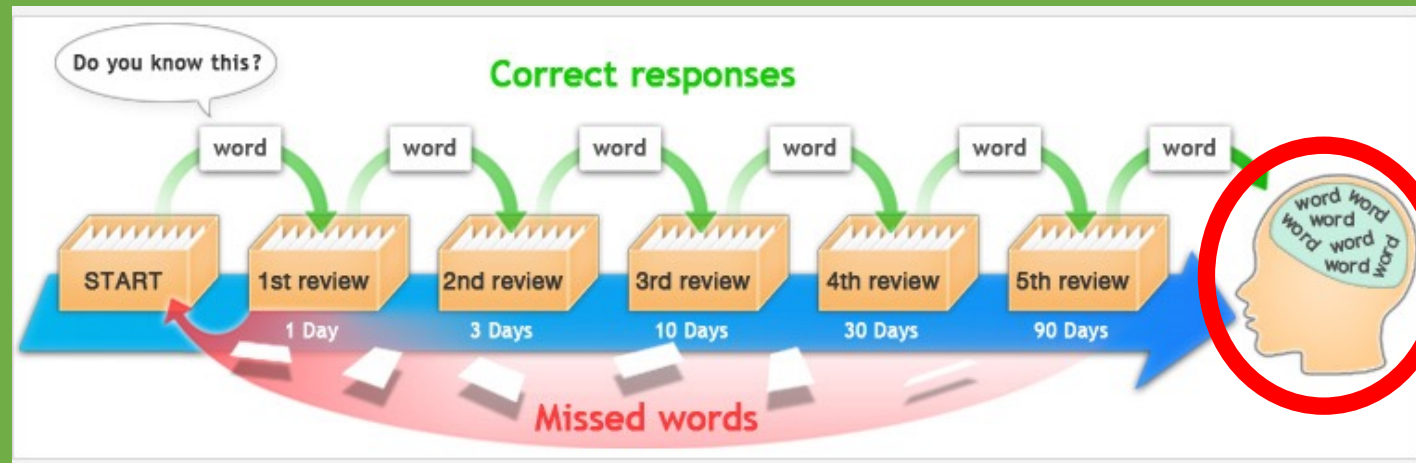 Do you know this?
Correct responses
word word word word word word
START 1st review 2nd review 3rd review 4th review 5th review
1 Day 3 Days 10 Days 30 Days 90 Days
Missed words
word word
word
word word
word word